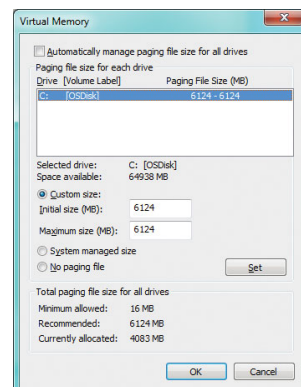 Virtual Memory
Automatically manage paging file size for all drives
Paging file size for each drive
Drive [Volume Label] Paging File Size (MB)
C: [OSDisk] 6124 - 6124
Selected drive: C: [OSDisk]
Space available: 64938 MB
Custom size:
Initial size (MB): 6124
Maximum size (MB): 6124
System managed size
No paging file Set
Total paging file size for all drives
Minimum allowed: 16 MB
Recommended: 6124 MB
Currently allocated: 4083 MB
OK Cancel